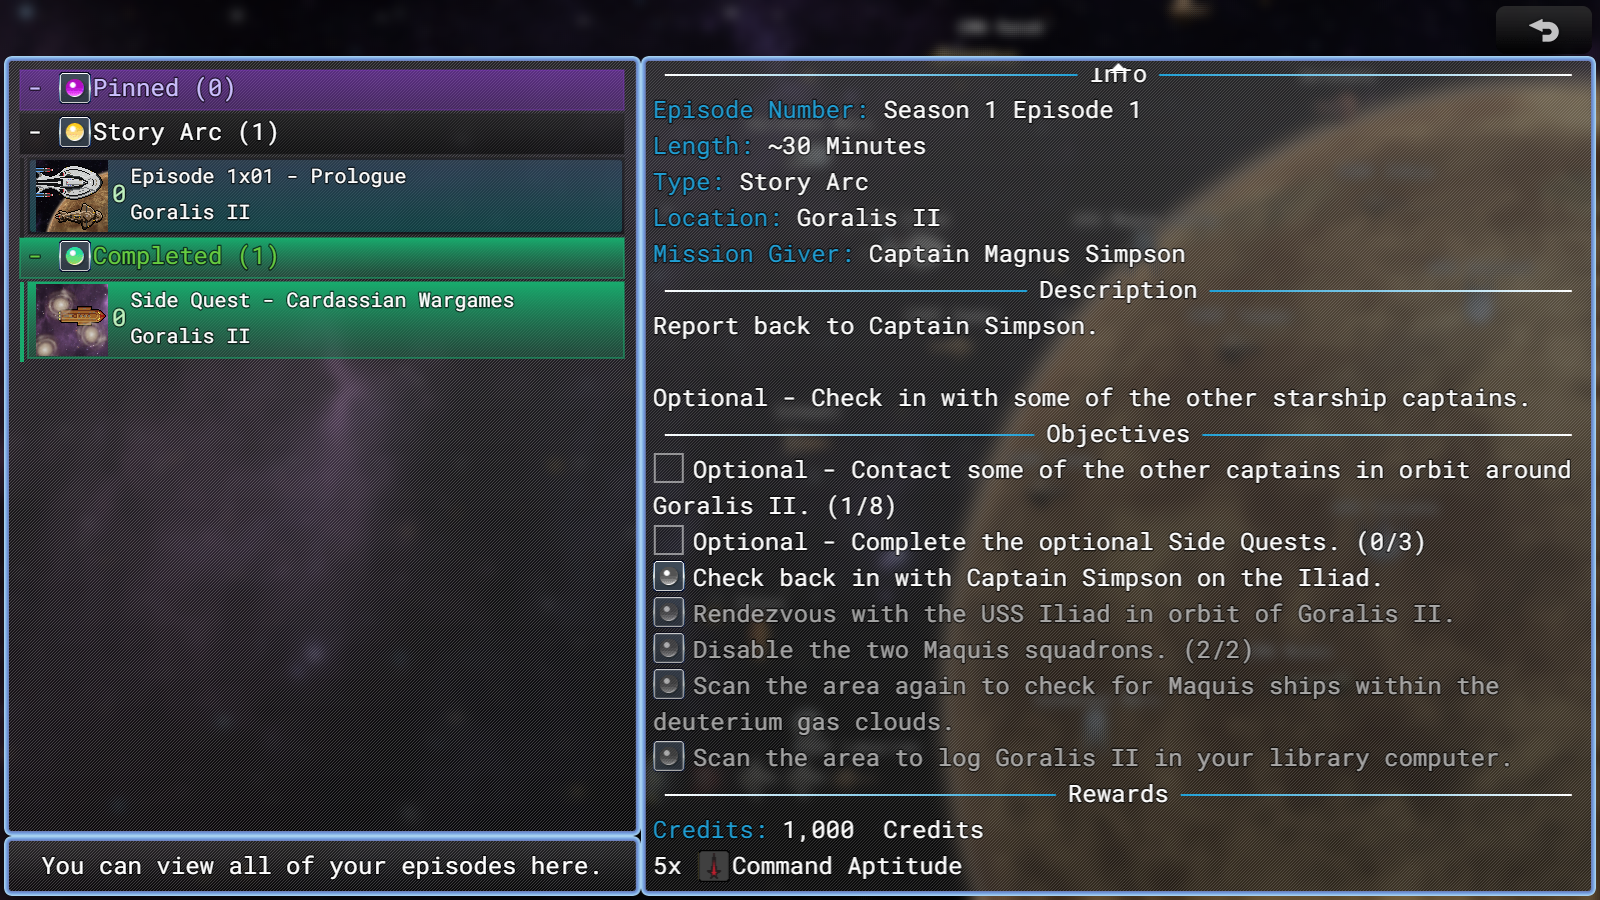 - Pinned (0)
- Story Arc (1)
0
Episode 1x01 - Prologue
Goralis II
- Completed (1)
0
Side Quest - Cardassian Wargames
Goralis II
You can view all of your episodes here.
Info
Episode Number: Season 1 Episode 1
Length: ~30 Minutes
Type: Story Arc
Location: Goralis II
Mission Giver: Captain Magnus Simpson
Description
Report back to Captain Simpson.
Optional - Check in with some of the other starship captains.
Objectives
Optional - Contact some of the other captains in orbit around
Goralis II. (1/8)
Optional - Complete the optional Side Quests. (0/3)
Check back in with Captain Simpson on the Iliad.
Rendezvous with the USS Iliad in orbit of Goralis II.
Disable the two Maquis squadrons. (2/2)
Scan the area again to check for Maquis ships within the
deuterium gas clouds.
Scan the area to log Goralis II in your library computer.
Rewards
Credits: 1,000 Credits
5x Command Aptitude